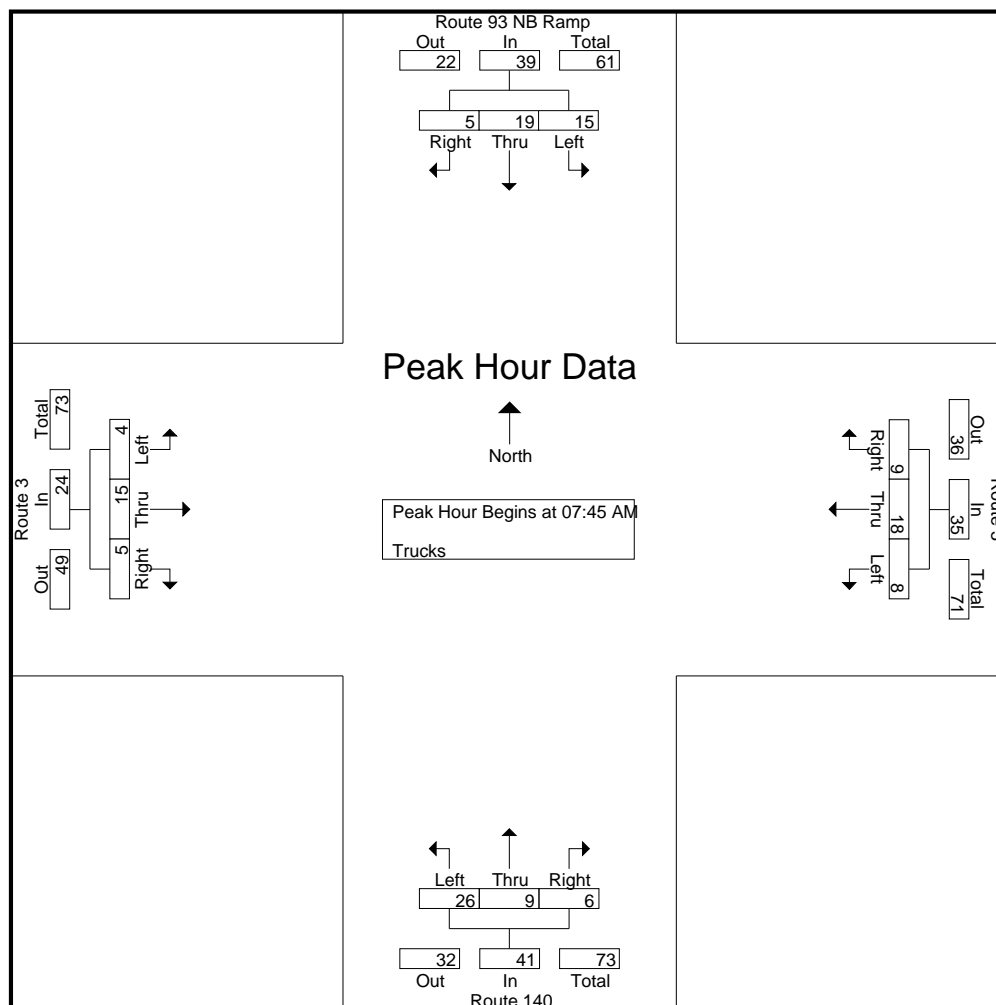 Route 93 NB Ramp
Out In Total
22 39 61
5 19 15
Right Thru Left
Peak Hour Data
North
Peak Hour Begins at 07:45 AM
Trucks
Route 3
Out In Total
49 24 73
5 15 4
Right Thru Left
Out In Total
36 35 71
9 18 8
Right Thru Left
Left Thru Right
26 9 6
32 41 73
Out In Total
Route 140